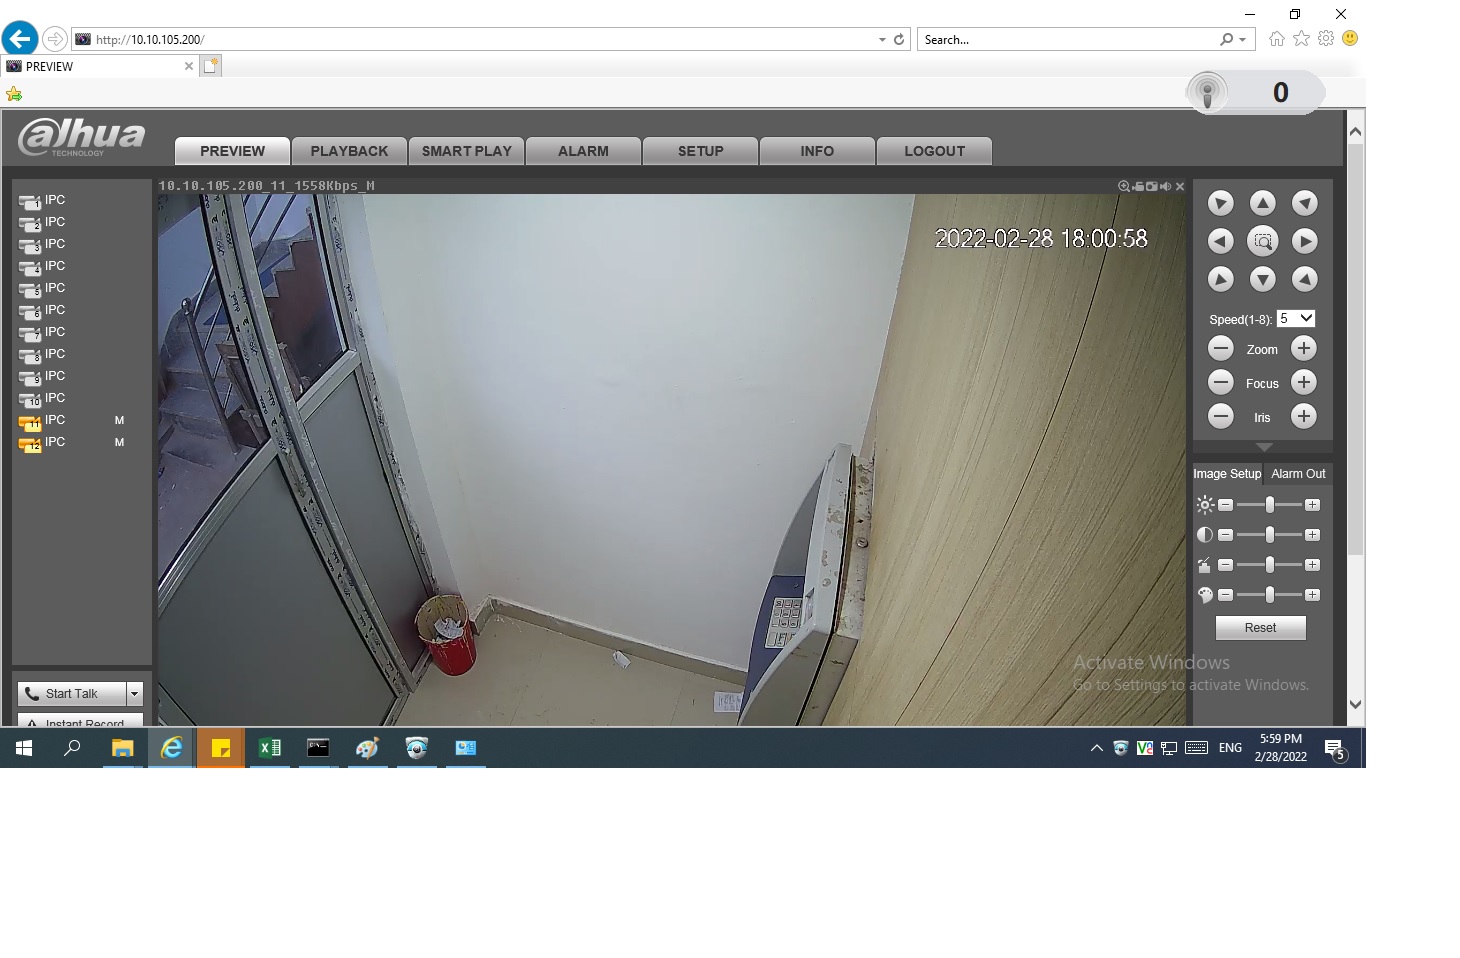 http://10.10.105.200/
Search...
PREVIEW
0
alhua
TECHNOLOGY
PREVIEW
PLAYBACK
SMART PLAY
ALARM
SETUP
INFO
LOGOUT
10.10.105.200_11_1558Kbps_M
2022-02-28 18:00:58
1 IPC
2 IPC
3 IPC
4 IPC
5 IPC
6 IPC
7 IPC
8 IPC
9 IPC
10 IPC
11 IPC M
12 IPC M
Start Talk
Instant Record
Speed(1-8): 5
Zoom
Focus
Iris
Image Setup
Alarm Out
Reset
Activate Windows
Go to Settings to activate Windows.
ENG
5:59 PM
2/28/2022
5